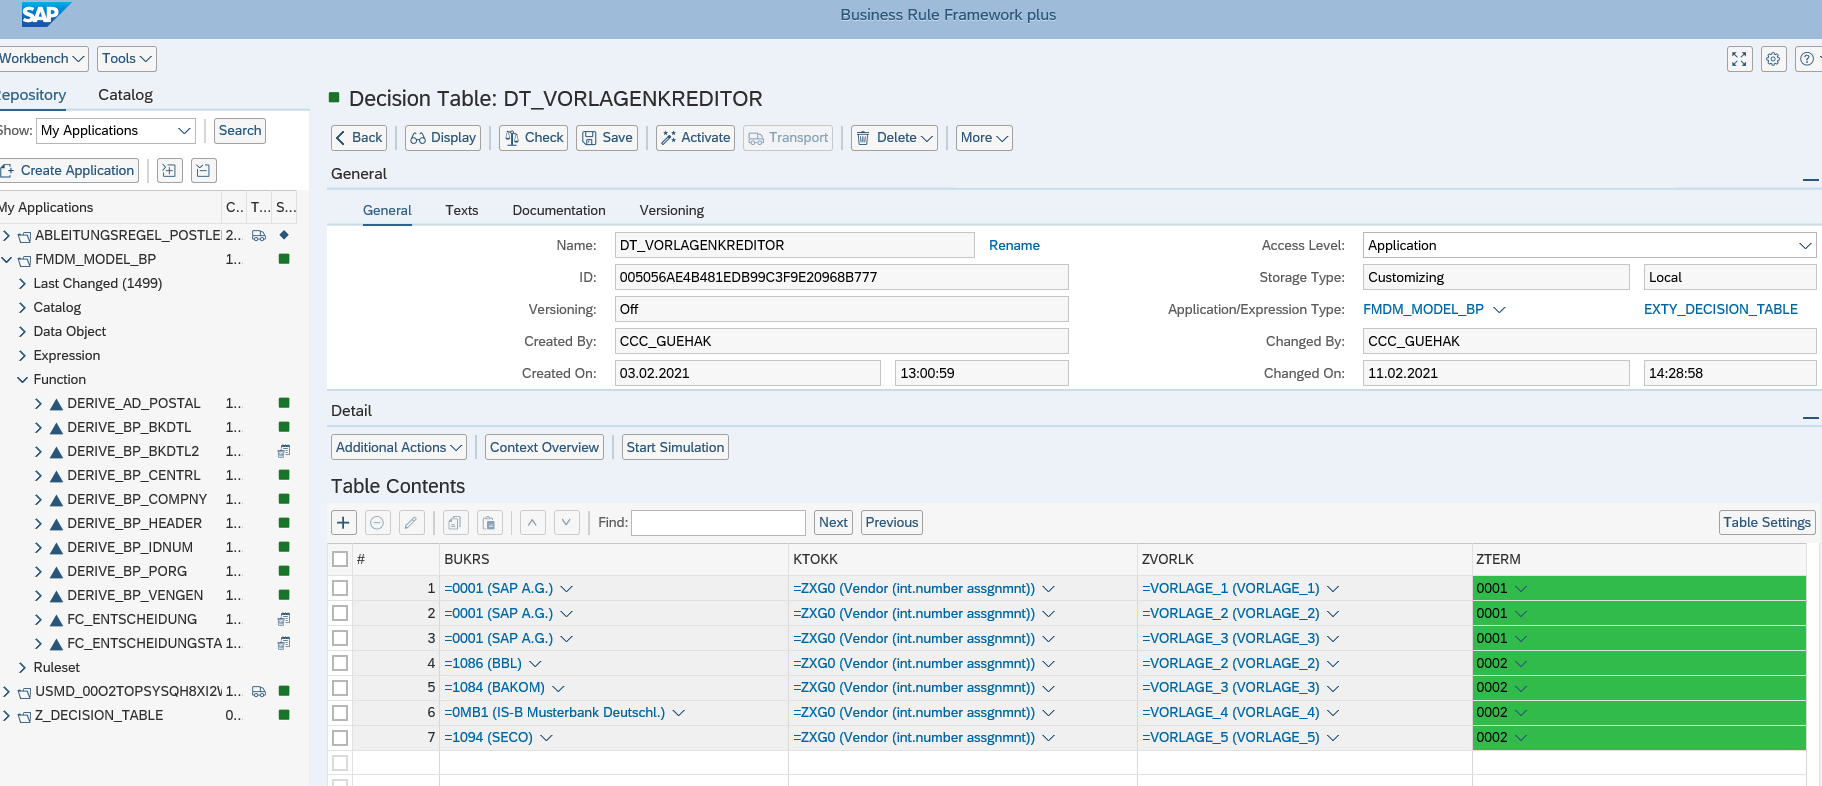 SAP
Business Rule Framework plus
Workbench
Tools
Repository
Catalog
Show:
My Applications
Search
Create Application
My Applications
C...
T...
S...
ABLEITUNGSREGEL_POSTLE
2...
FMDM_MODEL_BP
1...
Last Changed (1499)
Catalog
Data Object
Expression
Function
DERIVE_AD_POSTAL
1...
DERIVE_BP_BKDTL
1...
DERIVE_BP_BKDTL2
1...
DERIVE_BP_CENTRL
1...
DERIVE_BP_COMPNY
1...
DERIVE_BP_HEADER
1...
DERIVE_BP_IDNUM
1...
DERIVE_BP_PORG
1...
DERIVE_BP_VENGEN
1...
FC_ENTSCHEIDUNG
1...
FC_ENTSCHEIDUNGSTA
1...
Ruleset
USMD_00O2TOPSYSQH8XI2V
1...
Z_DECISION_TABLE
0...
Decision Table: DT_VORLAGENKREDITOR
Back
Display
Check
Save
Activate
Transport
Delete
More
General
General
Texts
Documentation
Versioning
Name:
DT_VORLAGENKREDITOR
Rename
Access Level:
Application
ID:
005056AE4B481EDB99C3F9E20968B777
Storage Type:
Customizing
Local
Versioning:
Off
Application/Expression Type:
FMDM_MODEL_BP
EXTY_DECISION_TABLE
Created By:
CCC_GUEHAK
Changed By:
CCC_GUEHAK
Created On:
03.02.2021
13:00:59
Changed On:
11.02.2021
14:28:58
Detail
Additional Actions
Context Overview
Start Simulation
Table Contents
Find:
Next
Previous
Table Settings
# BUKRS KTOKK ZVORLK ZTERM
1 =0001 (SAP A.G.) =ZXG0 (Vendor (int.number assgnmnt)) =VORLAGE_1 (VORLAGE_1) 0001
2 =0001 (SAP A.G.) =ZXG0 (Vendor (int.number assgnmnt)) =VORLAGE_2 (VORLAGE_2) 0001
3 =0001 (SAP A.G.) =ZXG0 (Vendor (int.number assgnmnt)) =VORLAGE_3 (VORLAGE_3) 0001
4 =1086 (BBL) =ZXG0 (Vendor (int.number assgnmnt)) =VORLAGE_2 (VORLAGE_2) 0002
5 =1084 (BAKOM) =ZXG0 (Vendor (int.number assgnmnt)) =VORLAGE_3 (VORLAGE_3) 0002
6 =0MB1 (IS-B Musterbank Deutschl.) =ZXG0 (Vendor (int.number assgnmnt)) =VORLAGE_4 (VORLAGE_4) 0002
7 =1094 (SECO) =ZXG0 (Vendor (int.number assgnmnt)) =VORLAGE_5 (VORLAGE_5) 0002